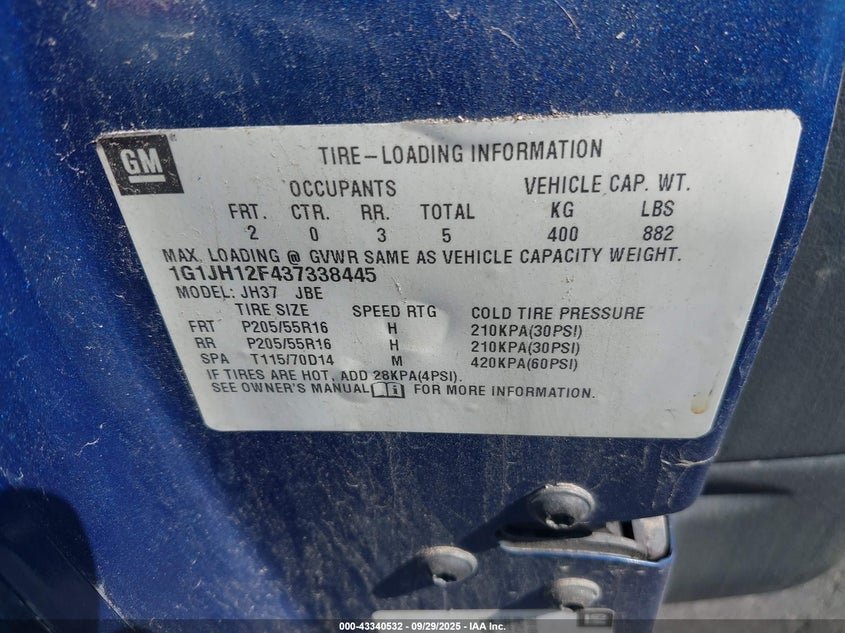 GM
TIRE-LOADING INFORMATION
OCCUPANTS VEHICLE CAP. WT.
FRT. CTR. RR. TOTAL KG LBS
2 0 3 5 400 882
MAX. LOADING @ GVWR SAME AS VEHICLE CAPACITY WEIGHT.
1G1JH12F437338445
MODEL: JH37 JBE
TIRE SIZE SPEED RTG COLD TIRE PRESSURE
FRT P205/55R16 H 210KPA(30PSI)
RR P205/55R16 H 210KPA(30PSI)
SPA T115/70D14 M 420KPA(60PSI)
IF TIRES ARE HOT, ADD 28KPA(4PSI).
SEE OWNER'S MANUAL FOR MORE INFORMATION.
000-43340532 - 09/29/2025 - IAA Inc.